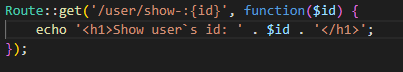 Route::get('/user/show-:{id}', function($id) {
    echo '<h1>Show user`s id: ' . $id . '</h1>';
});